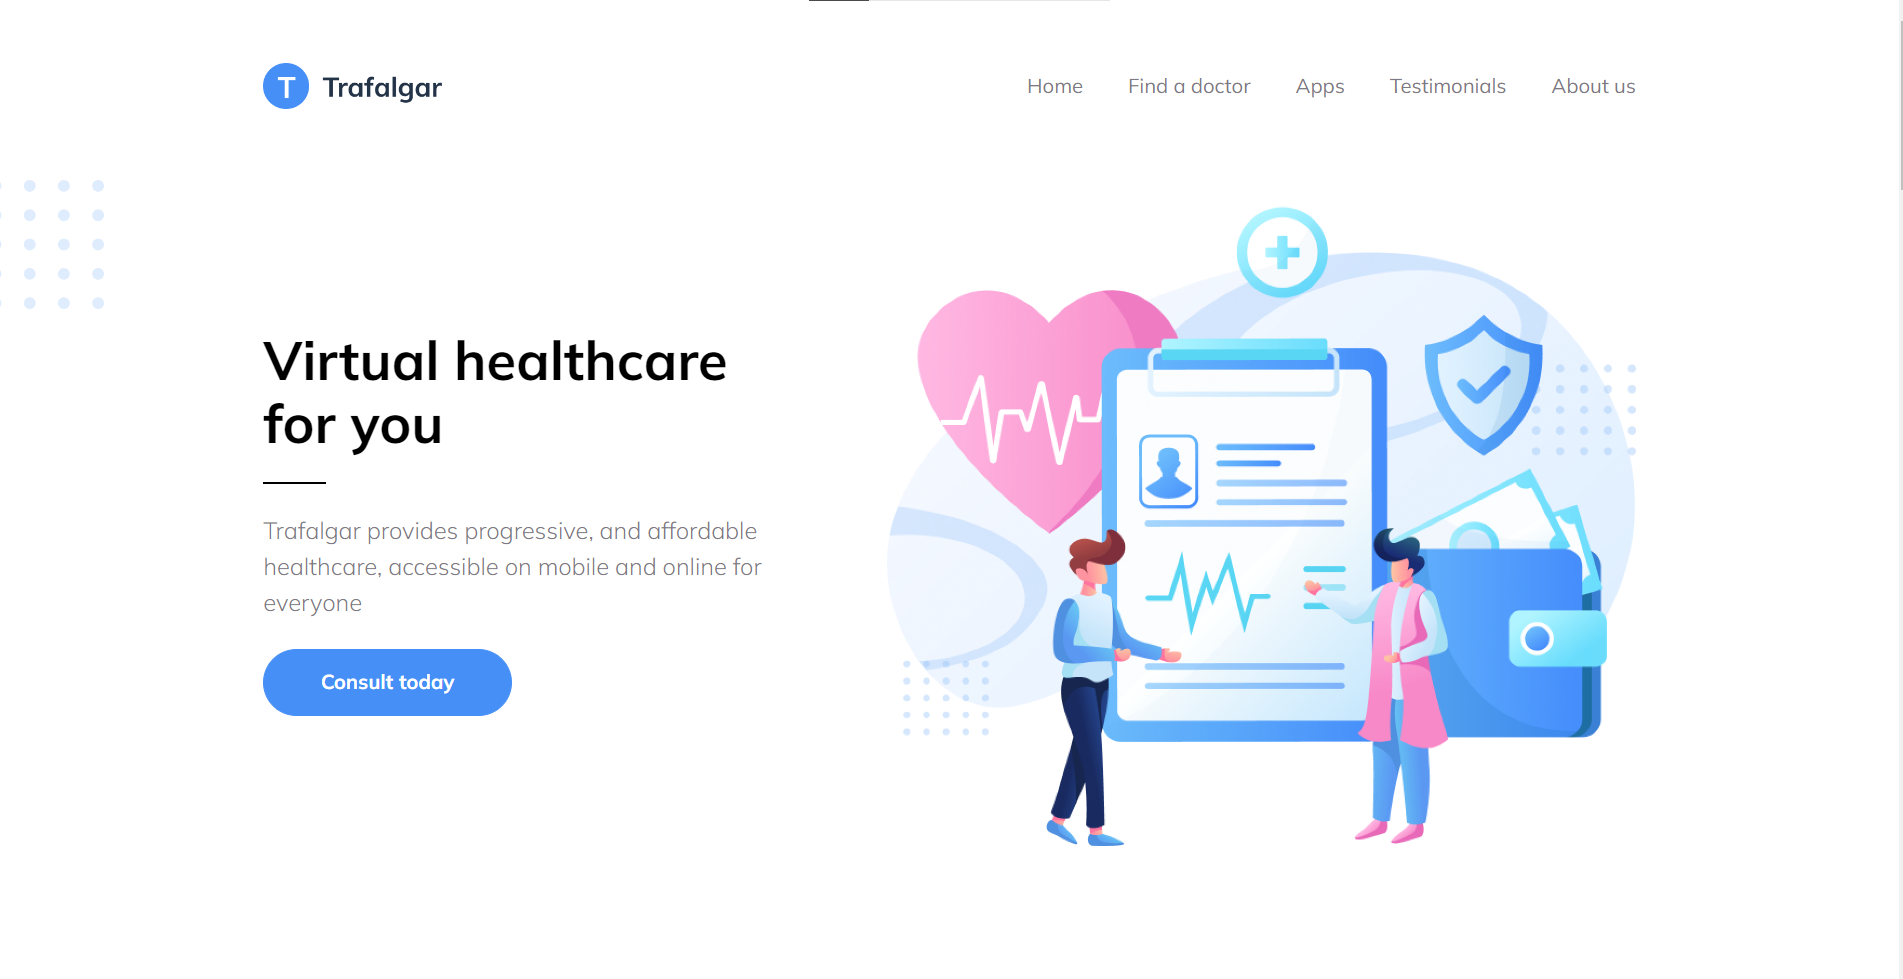 T Trafalgar
Home Find a doctor Apps Testimonials About us
Virtual healthcare
for you
Trafalgar provides progressive, and affordable
healthcare, accessible on mobile and online for
everyone
Consult today